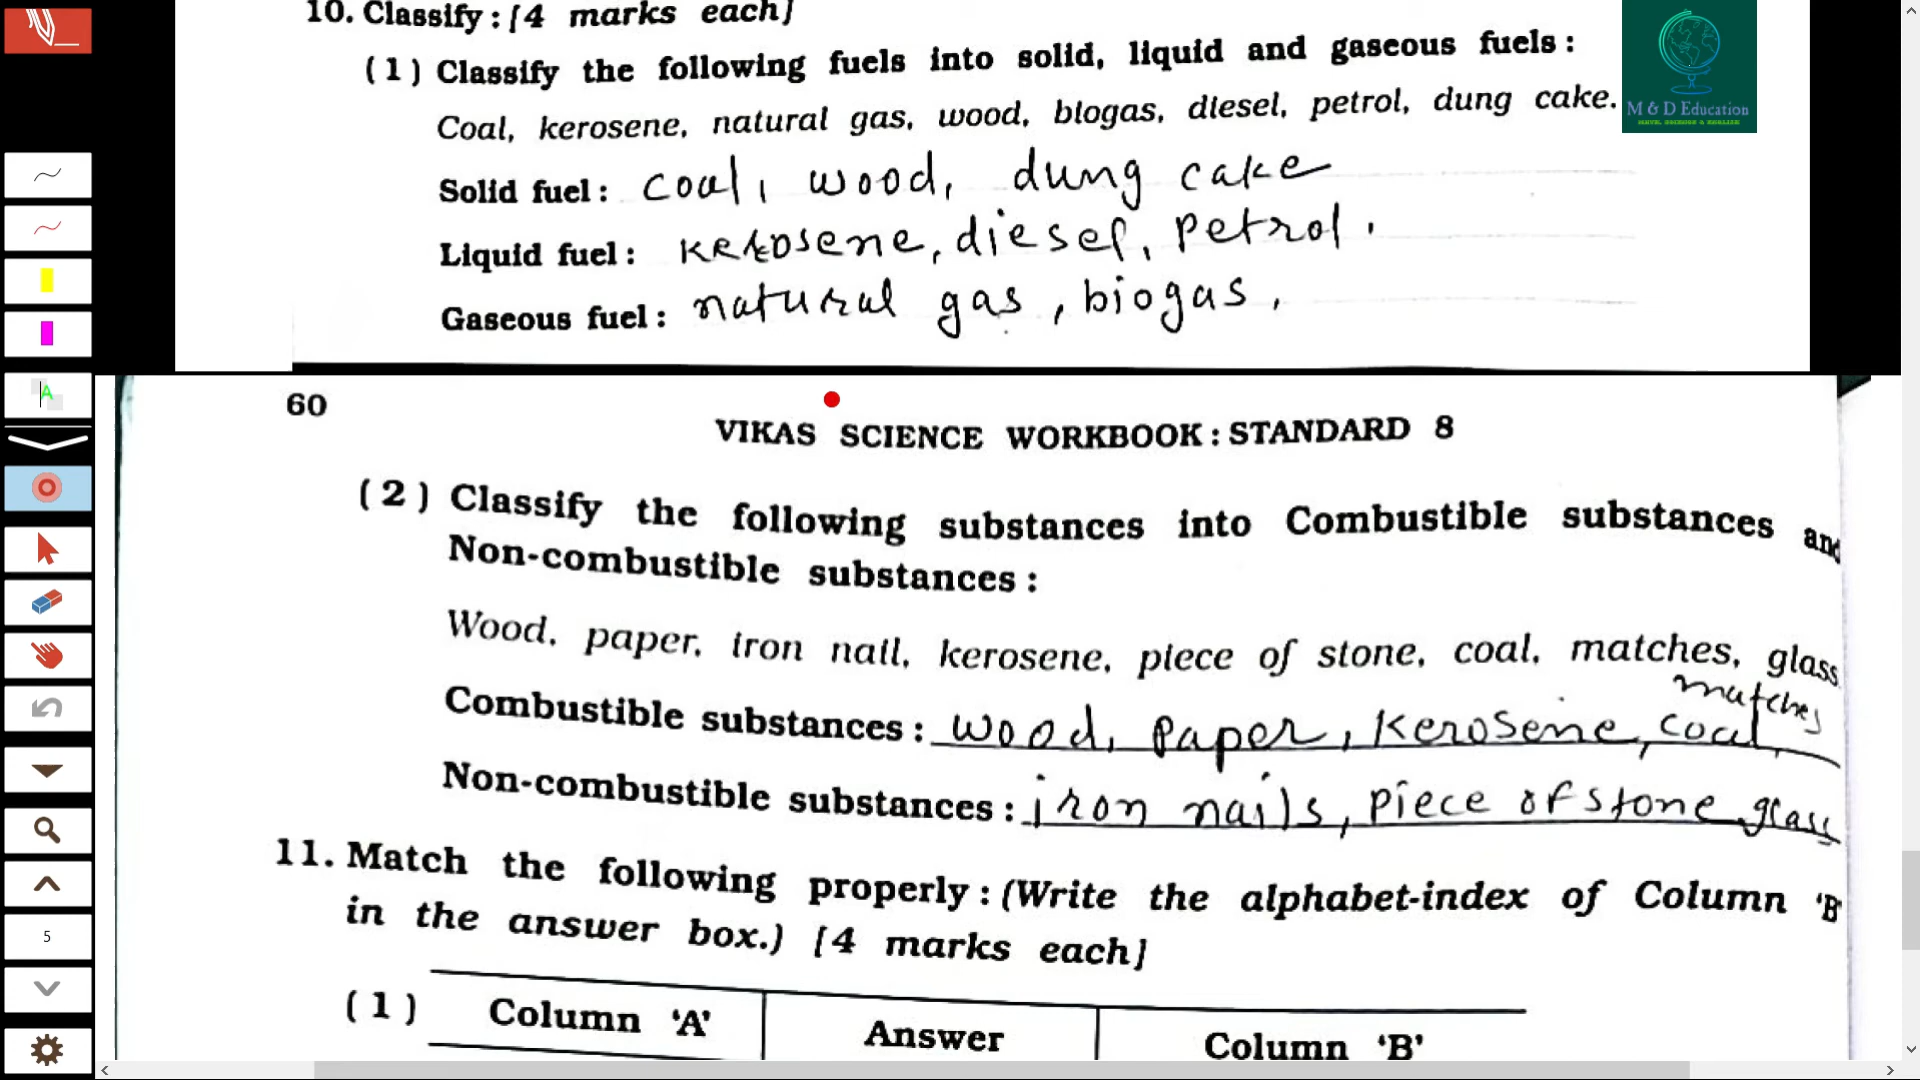 10. Classify : [4 marks each]
(1) Classify the following fuels into solid, liquid and gaseous fuels :
Coal, kerosene, natural gas, wood, biogas, diesel, petrol, dung cake.
M & D Education
Solid fuel : coal, wood, dung cake
Liquid fuel : kerosene, diesel, petrol.
Gaseous fuel : natural gas, biogas,
60
VIKAS SCIENCE WORKBOOK : STANDARD 8
(2) Classify the following substances into Combustible substances and
Non-combustible substances :
Wood, paper, iron nail, kerosene, piece of stone, coal, matches, glass
matches
Combustible substances : wood, paper, kerosene, coal,
Non-combustible substances : iron nails, piece of stone glass
11. Match the following properly : (Write the alphabet-index of Column 'B'
in the answer box.) [4 marks each]
(1) Column 'A' Answer Column 'B'
5